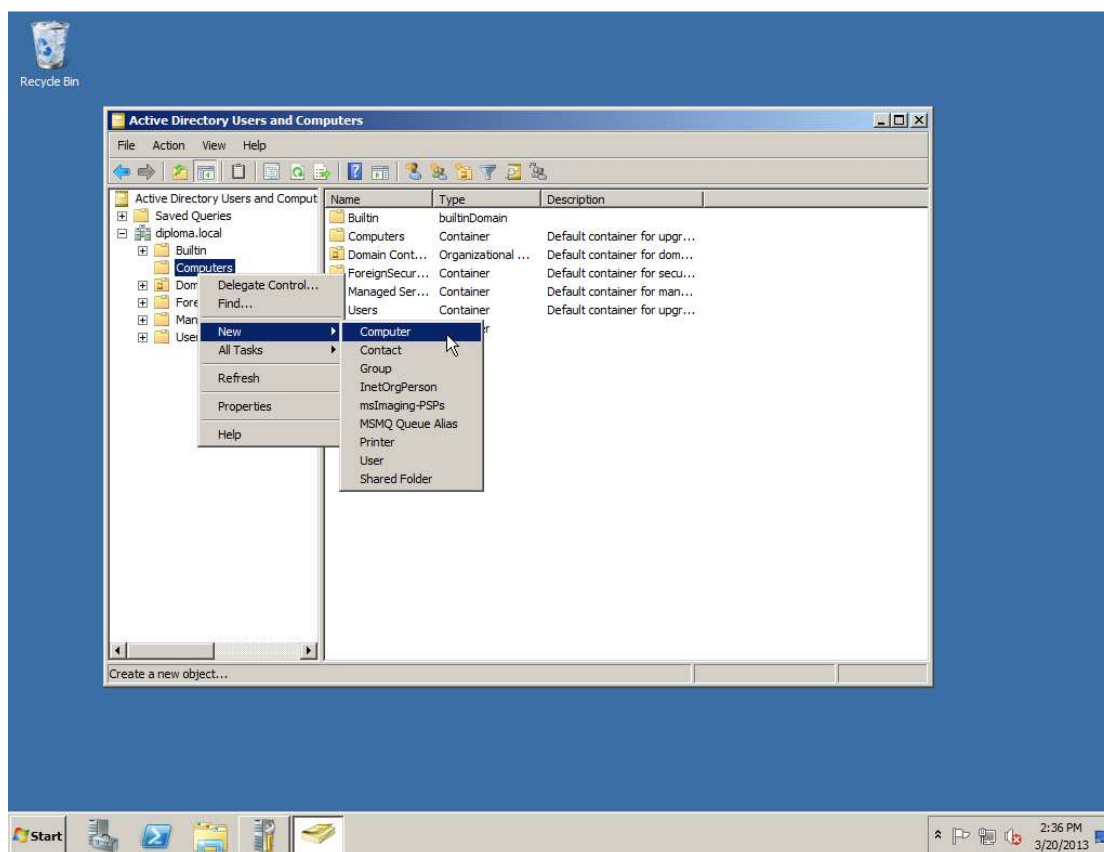 Recycle Bin
Active Directory Users and Computers
File Action View Help
Active Directory Users and Comput
Saved Queries
diploma.local
Builtin
Computers
Dom
Fore
Man
User
Name Type Description
Builtin builtinDomain
Computers Container Default container for upgr...
Domain Cont... Organizational ... Default container for dom...
ForeignSecur... Container Default container for secu...
Managed Ser... Container Default container for man...
Users Container Default container for upgr...
Delegate Control...
Find...
New
All Tasks
Refresh
Properties
Help
Computer
Contact
Group
InetOrgPerson
msImaging-PSPs
MSMQ Queue Alias
Printer
User
Shared Folder
Create a new object...
Start
2:36 PM
3/20/2013